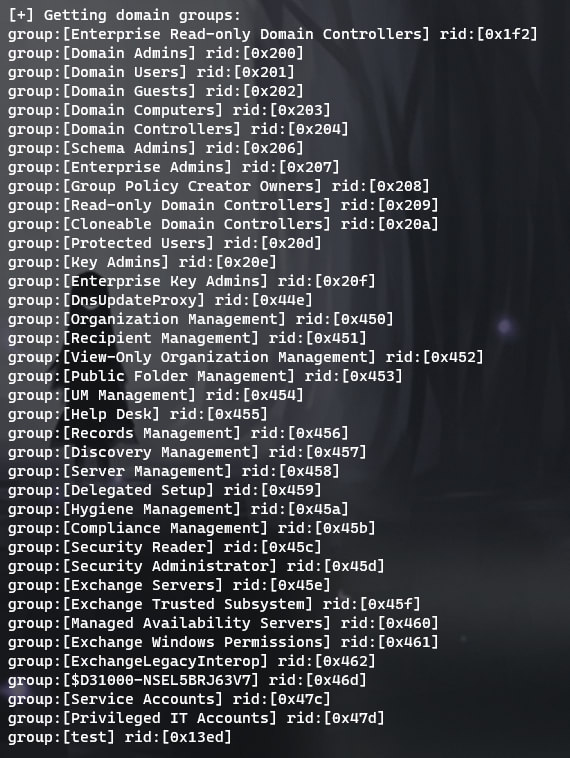 [+] Getting domain groups:
group:[Enterprise Read-only Domain Controllers] rid:[0x1f2]
group:[Domain Admins] rid:[0x200]
group:[Domain Users] rid:[0x201]
group:[Domain Guests] rid:[0x202]
group:[Domain Computers] rid:[0x203]
group:[Domain Controllers] rid:[0x204]
group:[Schema Admins] rid:[0x206]
group:[Enterprise Admins] rid:[0x207]
group:[Group Policy Creator Owners] rid:[0x208]
group:[Read-only Domain Controllers] rid:[0x209]
group:[Cloneable Domain Controllers] rid:[0x20a]
group:[Protected Users] rid:[0x20d]
group:[Key Admins] rid:[0x20e]
group:[Enterprise Key Admins] rid:[0x20f]
group:[DnsUpdateProxy] rid:[0x44e]
group:[Organization Management] rid:[0x450]
group:[Recipient Management] rid:[0x451]
group:[View-Only Organization Management] rid:[0x452]
group:[Public Folder Management] rid:[0x453]
group:[UM Management] rid:[0x454]
group:[Help Desk] rid:[0x455]
group:[Records Management] rid:[0x456]
group:[Discovery Management] rid:[0x457]
group:[Server Management] rid:[0x458]
group:[Delegated Setup] rid:[0x459]
group:[Hygiene Management] rid:[0x45a]
group:[Compliance Management] rid:[0x45b]
group:[Security Reader] rid:[0x45c]
group:[Security Administrator] rid:[0x45d]
group:[Exchange Servers] rid:[0x45e]
group:[Exchange Trusted Subsystem] rid:[0x45f]
group:[Managed Availability Servers] rid:[0x460]
group:[Exchange Windows Permissions] rid:[0x461]
group:[ExchangeLegacyInterop] rid:[0x462]
group:[$D31000-NSEL5BRJ63V7] rid:[0x46d]
group:[Service Accounts] rid:[0x47c]
group:[Privileged IT Accounts] rid:[0x47d]
group:[test] rid:[0x13ed]